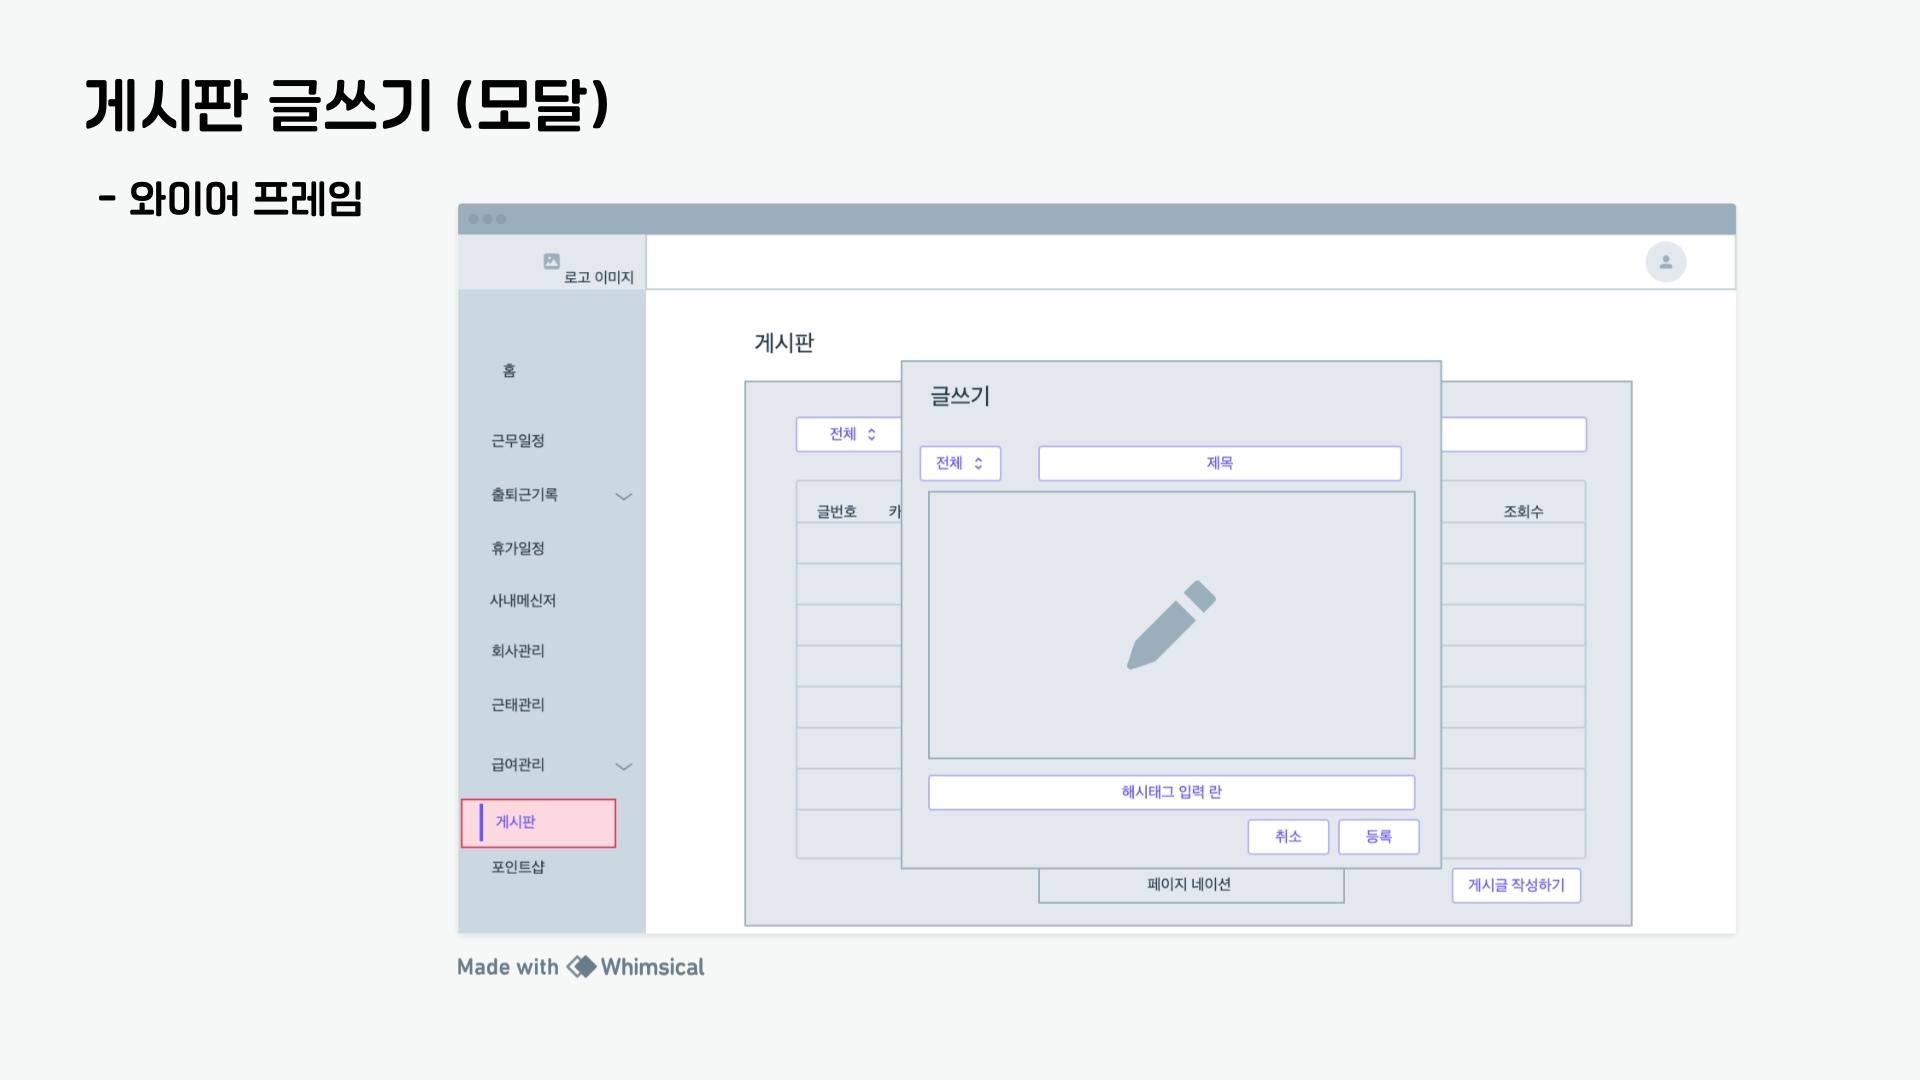 게시판 글쓰기 (모달)
- 와이어 프레임
로고 이미지
홈
근무일정
출퇴근기록
휴가일정
사내메신저
회사관리
근태관리
급여관리
게시판
포인트샵
게시판
전체
글번호
조회수
글쓰기
전체 제목
해시태그 입력 란
취소 등록
페이지 네이션
게시글 작성하기
Made with Whimsical